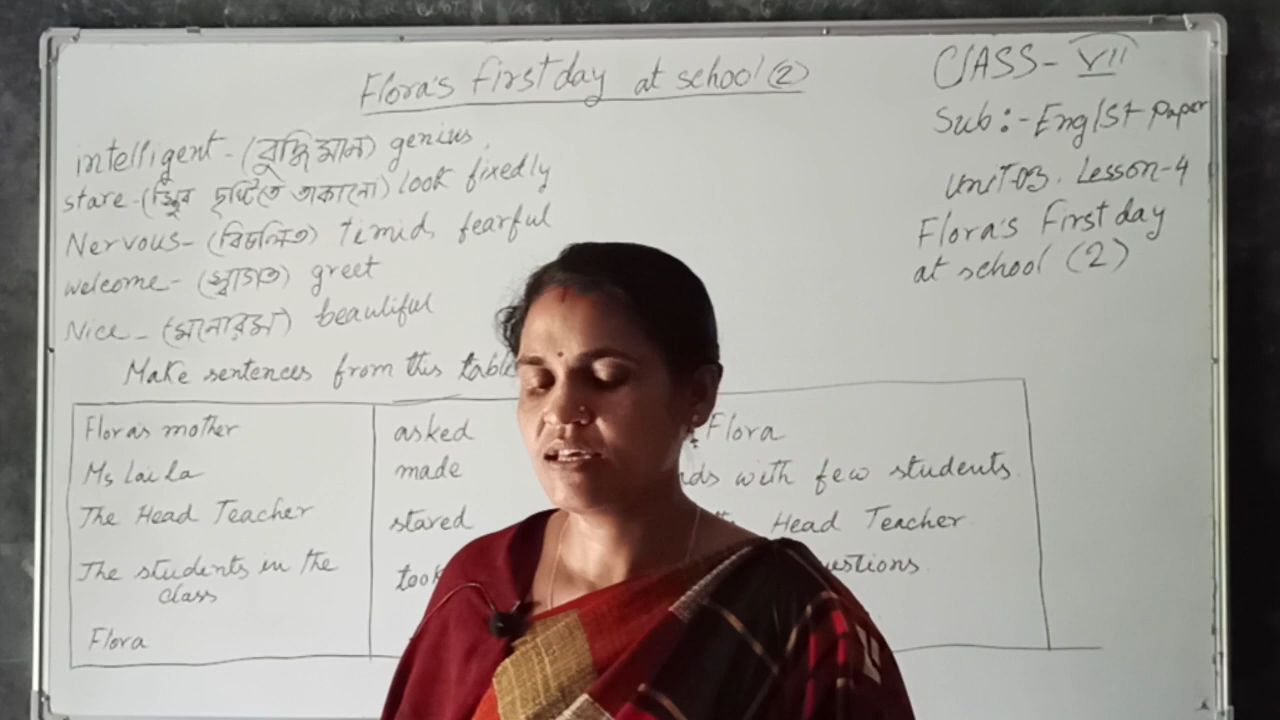 Flora's first day at school (2)
CLASS- VII
Sub:- Eng 1st paper
Unit-03. Lesson-4
Flora's First day
at school (2)
intelligent - (বুদ্ধিমান) genius,
stare - (স্থির দৃষ্টিতে তাকানো) look fixedly
Nervous- (বিচলিত) timid, fearful
welcome- (স্বাগত) greet
Nice - (মনোরম) beautiful
Make sentences from this table
Flora's mother asked Flora
Ms Laila made with few students
The Head Teacher stared Head Teacher
The students in the took
class
Flora